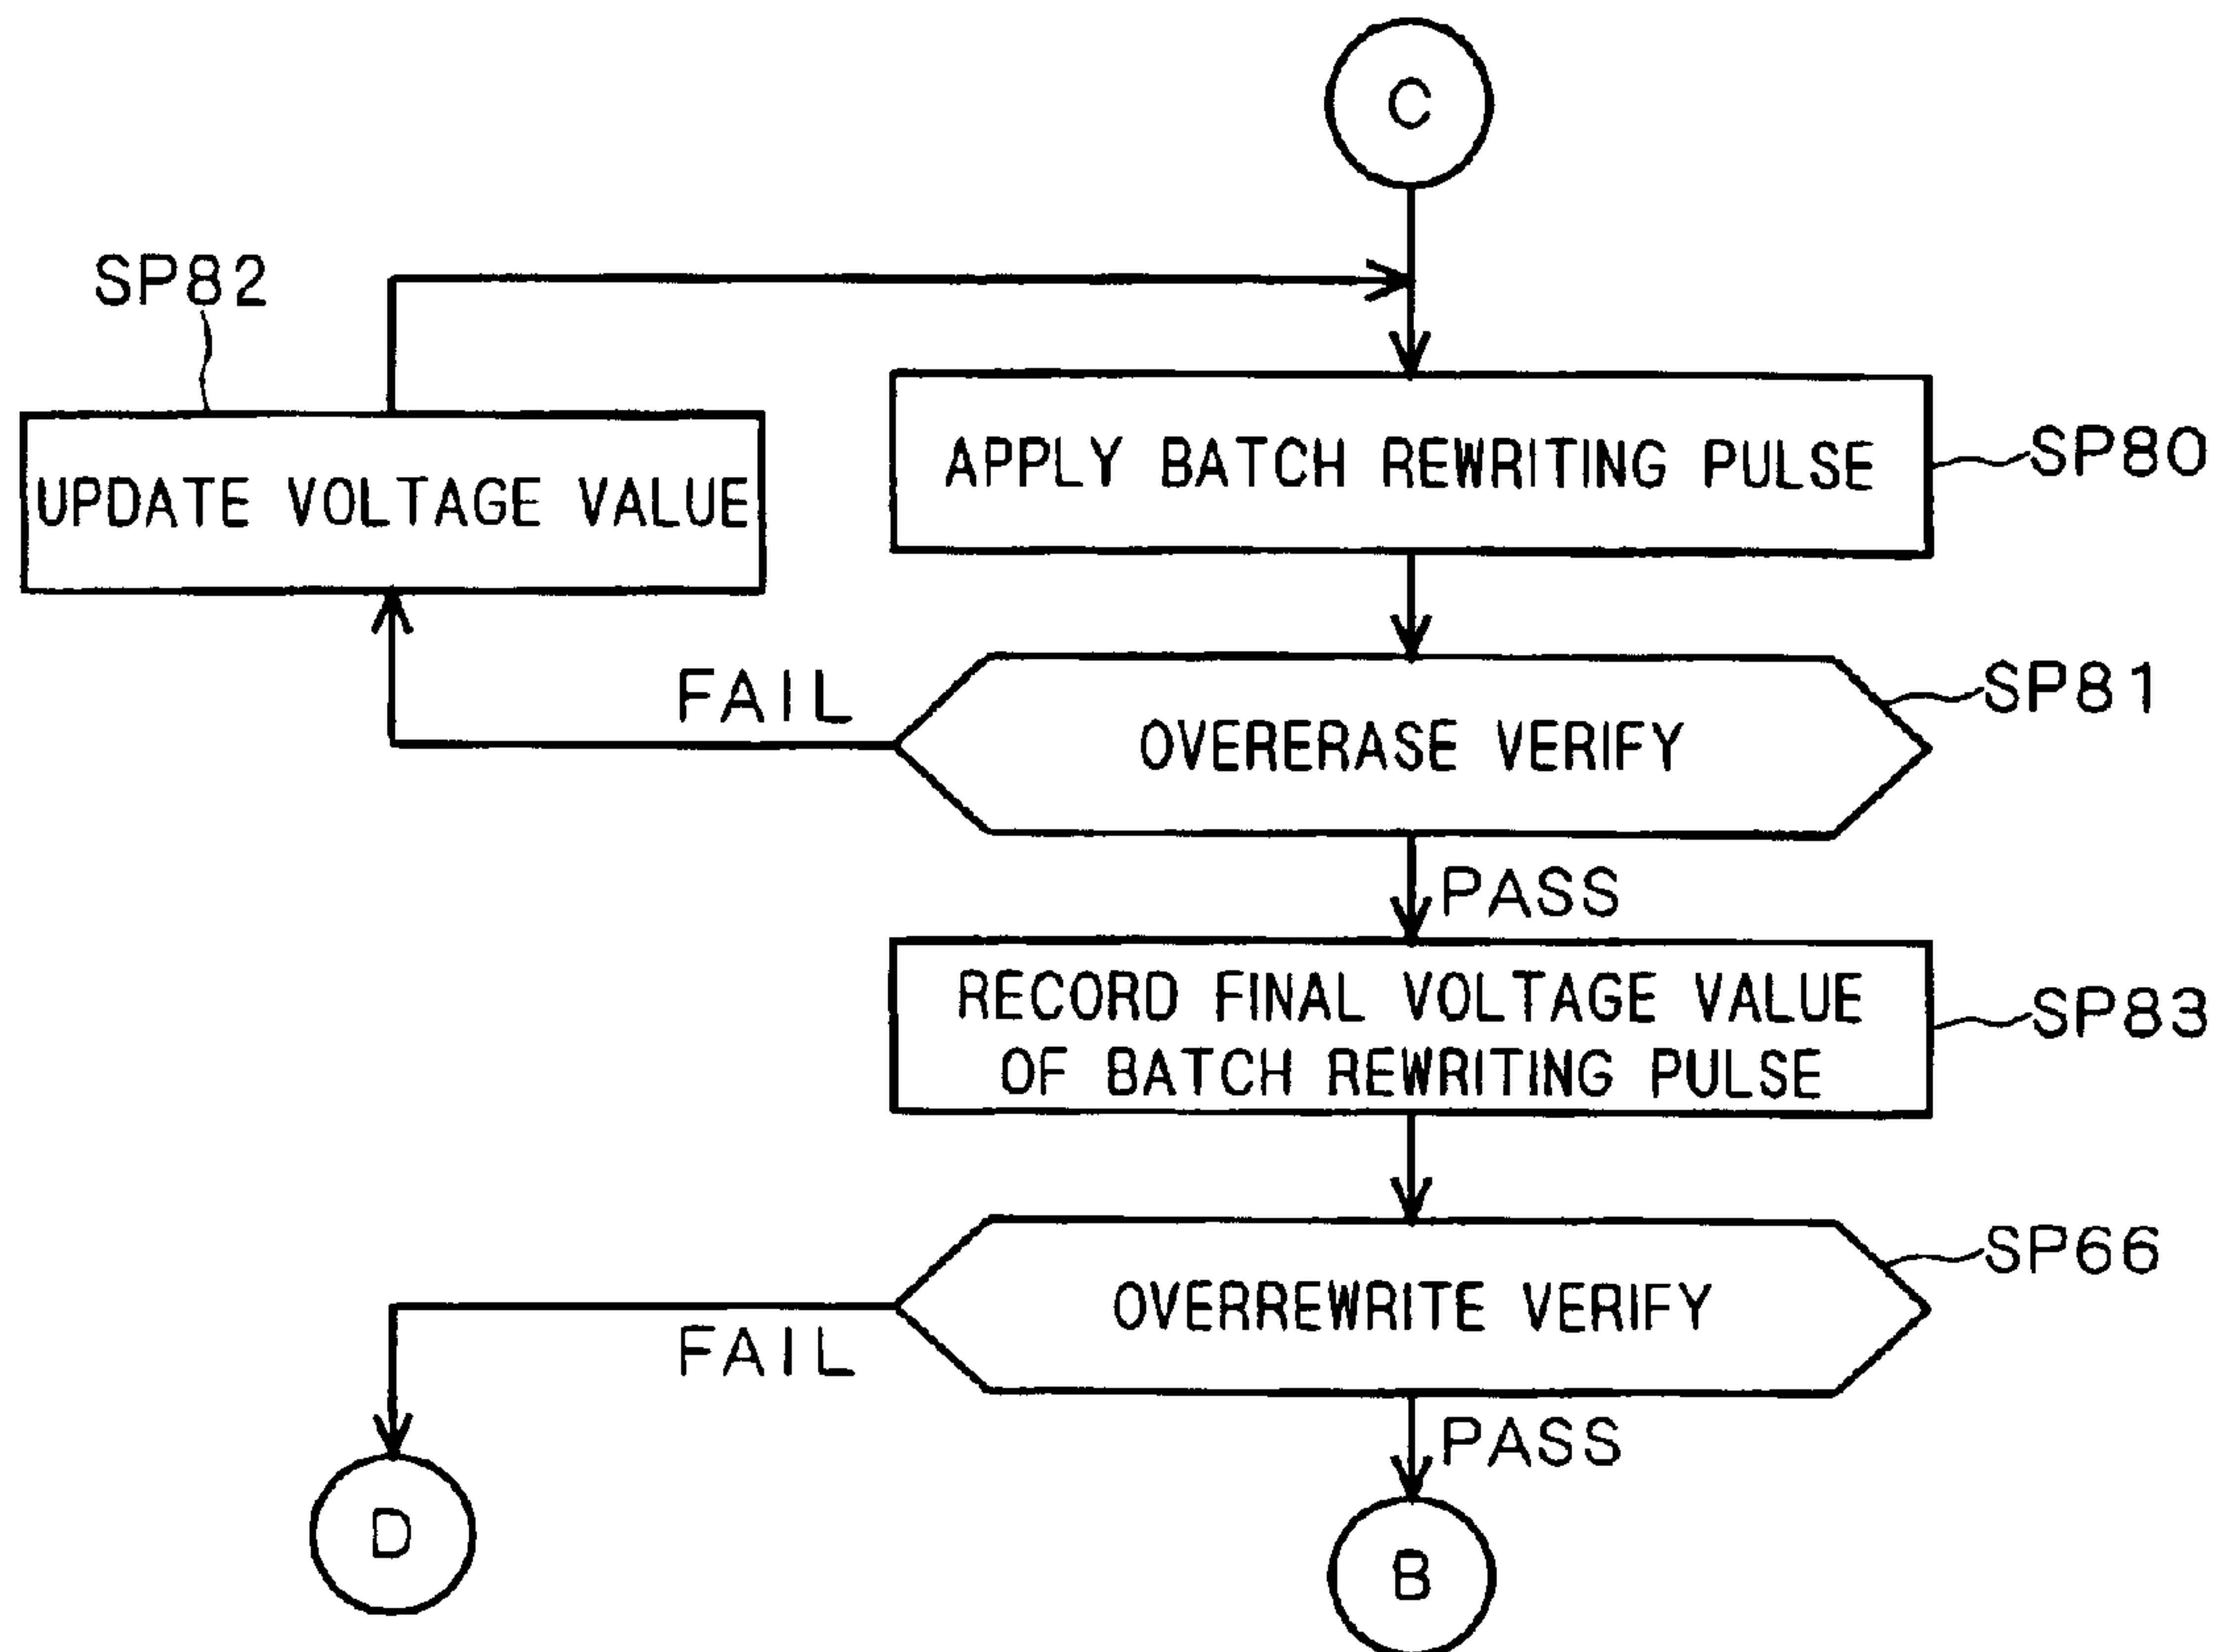 C
SP82
UPDATE VOLTAGE VALUE
APPLY BATCH REWRITING PULSE
SP80
FAIL
OVERERASE VERIFY
SP81
PASS
RECORD FINAL VOLTAGE VALUE
OF BATCH REWRITING PULSE
SP83
OVERREWRITE VERIFY
SP66
FAIL
PASS
D
B